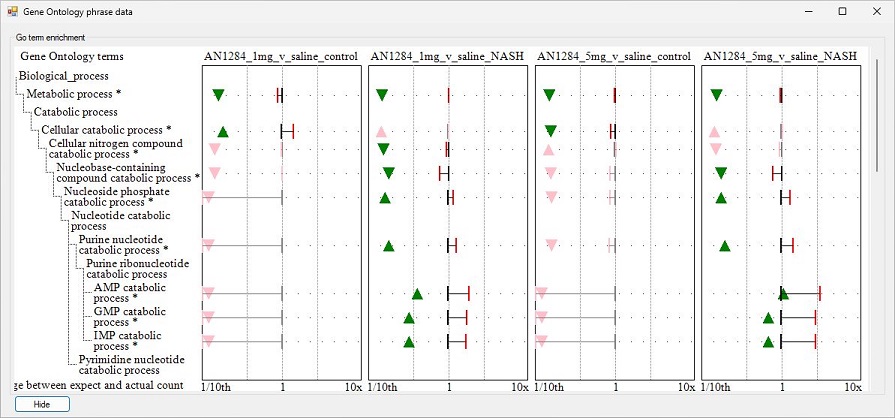 Gene Ontology phrase data
Go term enrichment
Gene Ontology terms
AN1284_1mg_v_saline_control
AN1284_1mg_v_saline_NASH
AN1284_5mg_v_saline_control
AN1284_5mg_v_saline_NASH
Biological_process
Metabolic process *
Catabolic process
Cellular catabolic process *
Cellular nitrogen compound
catabolic process *
Nucleobase-containing
compound catabolic process *
Nucleoside phosphate
catabolic process *
Nucleotide catabolic
process
Purine nucleotide
catabolic process *
Purine ribonucleotide
catabolic process
AMP catabolic
process *
GMP catabolic
process *
IMP catabolic
process *
Pyrimidine nucleotide
catabolic process
ge between expect and actual count
1/10th 1 10x
1/10th 1 10x
1/10th 1 10x
1/10th 1 10x
Hide